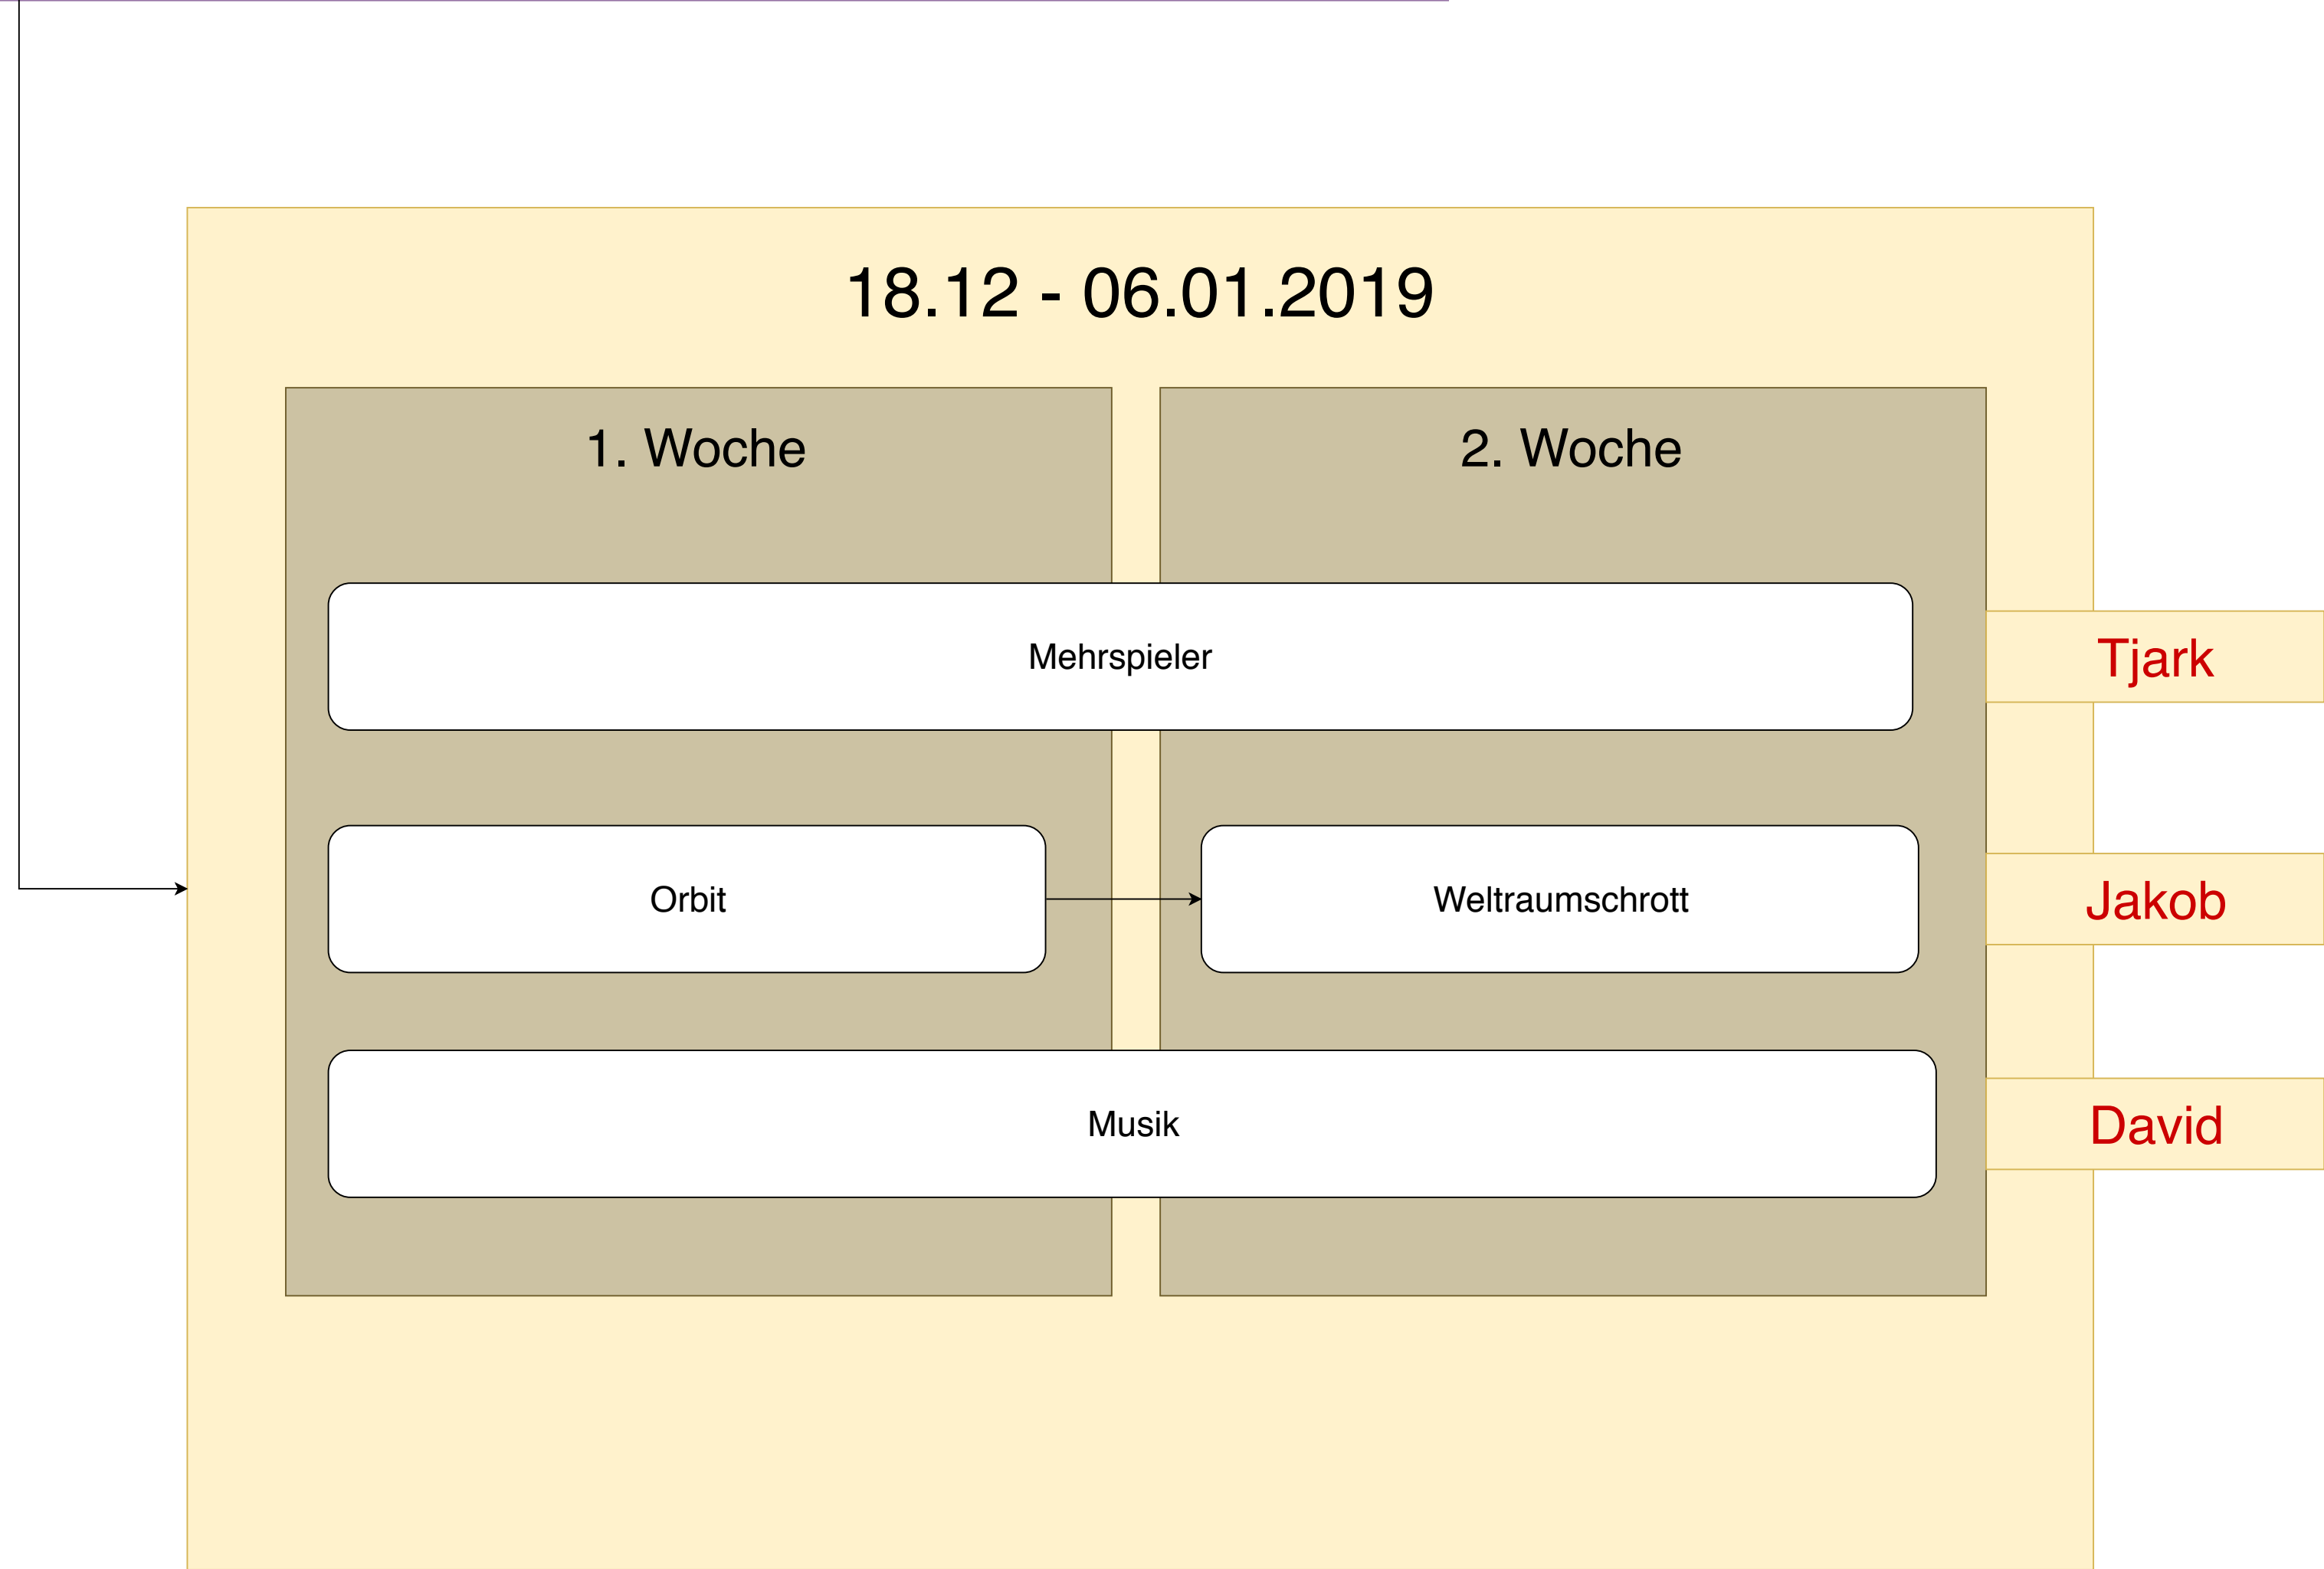 18.12 - 06.01.2019
1. Woche
2. Woche
Mehrspieler
Tjark
Orbit
Weltraumschrott
Jakob
Musik
David